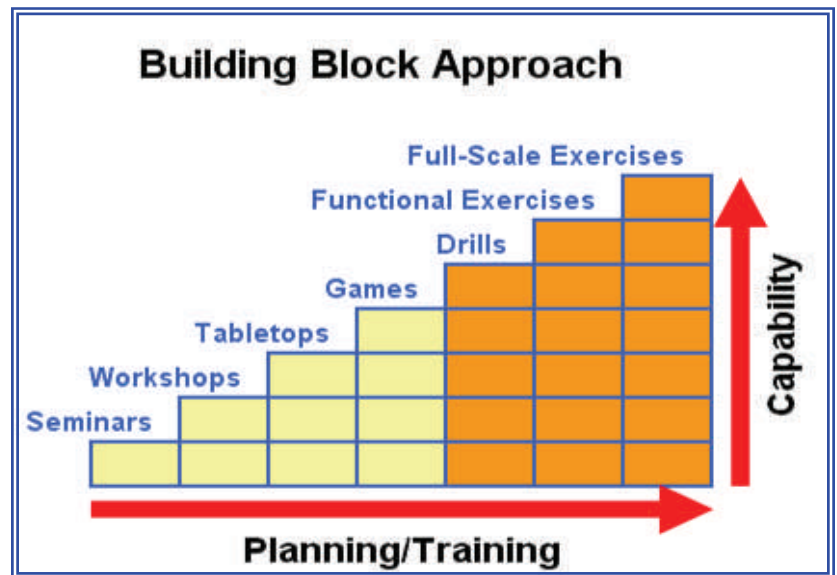 Building Block Approach
Full-Scale Exercises
Functional Exercises
Drills
Games
Tabletops
Workshops
Seminars
Capability
Planning/Training